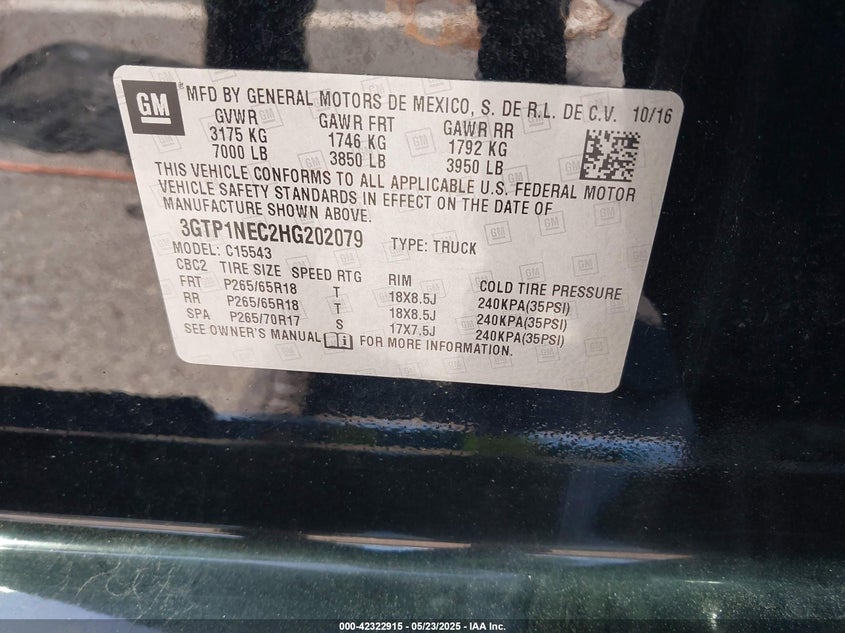 GM
® MFD BY GENERAL MOTORS DE MEXICO, S. DE R.L. DE C.V. 10/16
GVWR GAWR FRT GAWR RR
3175 KG 1746 KG 1792 KG
7000 LB 3850 LB 3950 LB
THIS VEHICLE CONFORMS TO ALL APPLICABLE U.S. FEDERAL MOTOR
VEHICLE SAFETY STANDARDS IN EFFECT ON THE DATE OF
MANUFACTURE SHOWN ABOVE.
3GTP1NEC2HG202079 TYPE: TRUCK
MODEL: C15543
CBC2 TIRE SIZE SPEED RTG RIM COLD TIRE PRESSURE
FRT P265/65R18 T 18X8.5J 240KPA(35PSI)
RR P265/65R18 T 18X8.5J 240KPA(35PSI)
SPA P265/70R17 S 17X7.5J 240KPA(35PSI)
SEE OWNER'S MANUAL i FOR MORE INFORMATION.
000-42322915 - 05/23/2025 - IAA Inc.